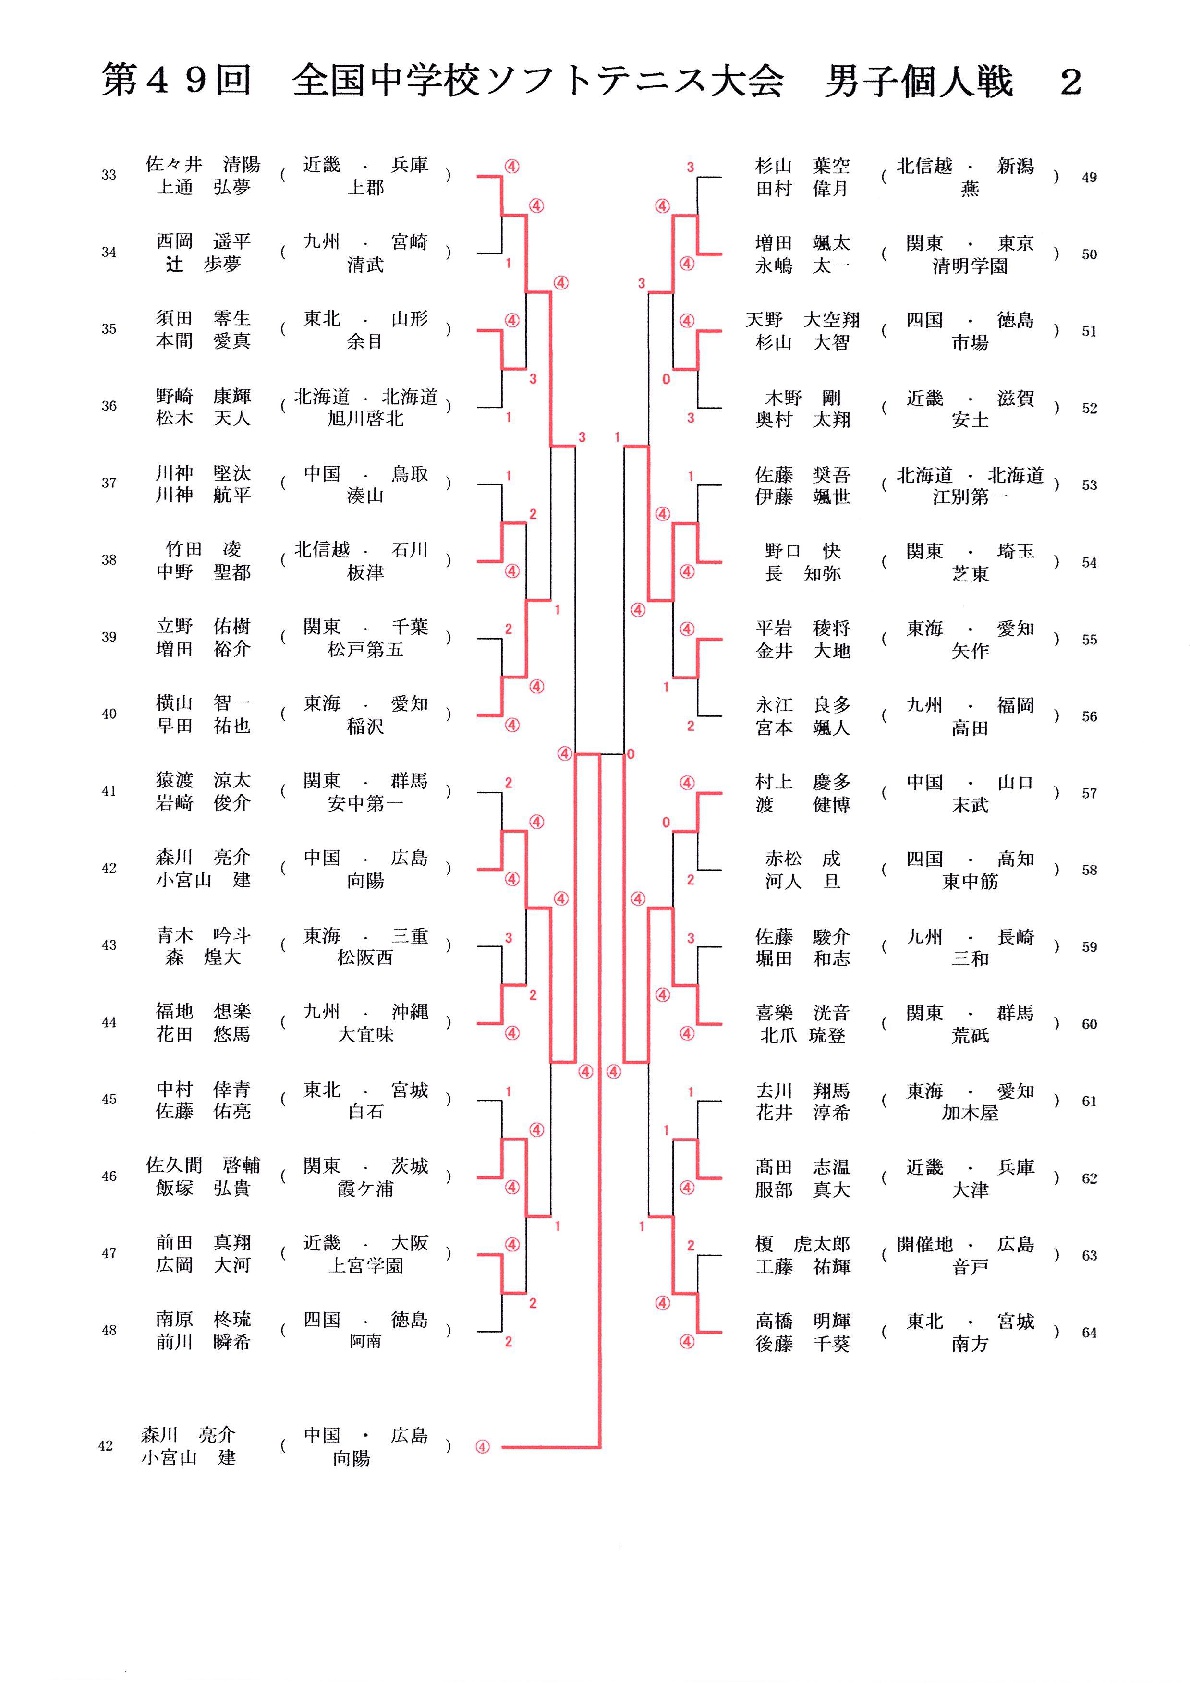 第４９回　全国中学校ソフトテニス大会　男子個人戦　２
33 佐々井　清陽 上通　弘夢 ( 近畿 ・ 兵庫 上郡 ) ④
④
34 西岡　遥平 辻　歩夢 ( 九州 ・ 宮崎 清武 ) 1
④
35 須田　零生 本間　愛真 ( 東北 ・ 山形 余目 ) ④
3
36 野崎　康輝 松木　天人 ( 北海道 ・ 北海道 旭川啓北 ) 1
3
37 川神　堅汰 川神　航平 ( 中国 ・ 鳥取 湊山 ) 1
2
38 竹田　凌 中野　聖都 ( 北信越 ・ 石川 板津 ) ④
1
39 立野　佑樹 増田　裕介 ( 関東 ・ 千葉 松戸第五 ) 2
④
40 横山　智一 早田　祐也 ( 東海 ・ 愛知 稲沢 ) ④
④
41 猿渡　涼太 岩﨑　俊介 ( 関東 ・ 群馬 安中第一 ) 2
④
42 森川　亮介 小宮山　建 ( 中国 ・ 広島 向陽 ) ④
④
43 青木　吟斗 森　煌大 ( 東海 ・ 三重 松阪西 ) 3
2
44 福地　想楽 花田　悠馬 ( 九州 ・ 沖縄 大宜味 ) ④
④
45 中村　倖青 佐藤　佑亮 ( 東北 ・ 宮城 白石 ) 1
④
46 佐久間　啓輔 飯塚　弘貴 ( 関東 ・ 茨城 霞ケ浦 ) ④
1
47 前田　真翔 広岡　大河 ( 近畿 ・ 大阪 上宮学園 ) ④
2
48 南原　柊琉 前川　瞬希 ( 四国 ・ 徳島 阿南 ) 2
3 杉山　葉空 田村　偉月 ( 北信越 ・ 新潟 燕 ) 49
④
④ 増田　颯太 永嶋　太一 ( 関東 ・ 東京 清明学園 ) 50
3
④ 天野　大空翔 杉山　大智 ( 四国 ・ 徳島 市場 ) 51
0
3 木野　剛 奥村　太翔 ( 近畿 ・ 滋賀 安土 ) 52
1
1 佐藤　奨吾 伊藤　颯世 ( 北海道 ・ 北海道 江別第一 ) 53
④
④ 野口　快 長　知弥 ( 関東 ・ 埼玉 芝東 ) 54
④
④ 平岩　稜将 金井　大地 ( 東海 ・ 愛知 矢作 ) 55
1
2 永江　良多 宮本　颯人 ( 九州 ・ 福岡 高田 ) 56
0
④ 村上　慶多 渡　健博 ( 中国 ・ 山口 末武 ) 57
0
2 赤松　成 河人　旦 ( 四国 ・ 高知 東中筋 ) 58
④
3 佐藤　駿介 堀田　和志 ( 九州 ・ 長崎 三和 ) 59
④
④ 喜樂　洸音 北爪　琉登 ( 関東 ・ 群馬 荒砥 ) 60
④
1 去川　翔馬 花井　淳希 ( 東海 ・ 愛知 加木屋 ) 61
1
④ 髙田　志温 服部　真大 ( 近畿 ・ 兵庫 大津 ) 62
1
2 榎　虎太郎 工藤　祐輝 ( 開催地 ・ 広島 音戸 ) 63
④
④ 高橋　明輝 後藤　千葵 ( 東北 ・ 宮城 南方 ) 64
42 森川　亮介 小宮山　建 ( 中国 ・ 広島 向陽 ) ④